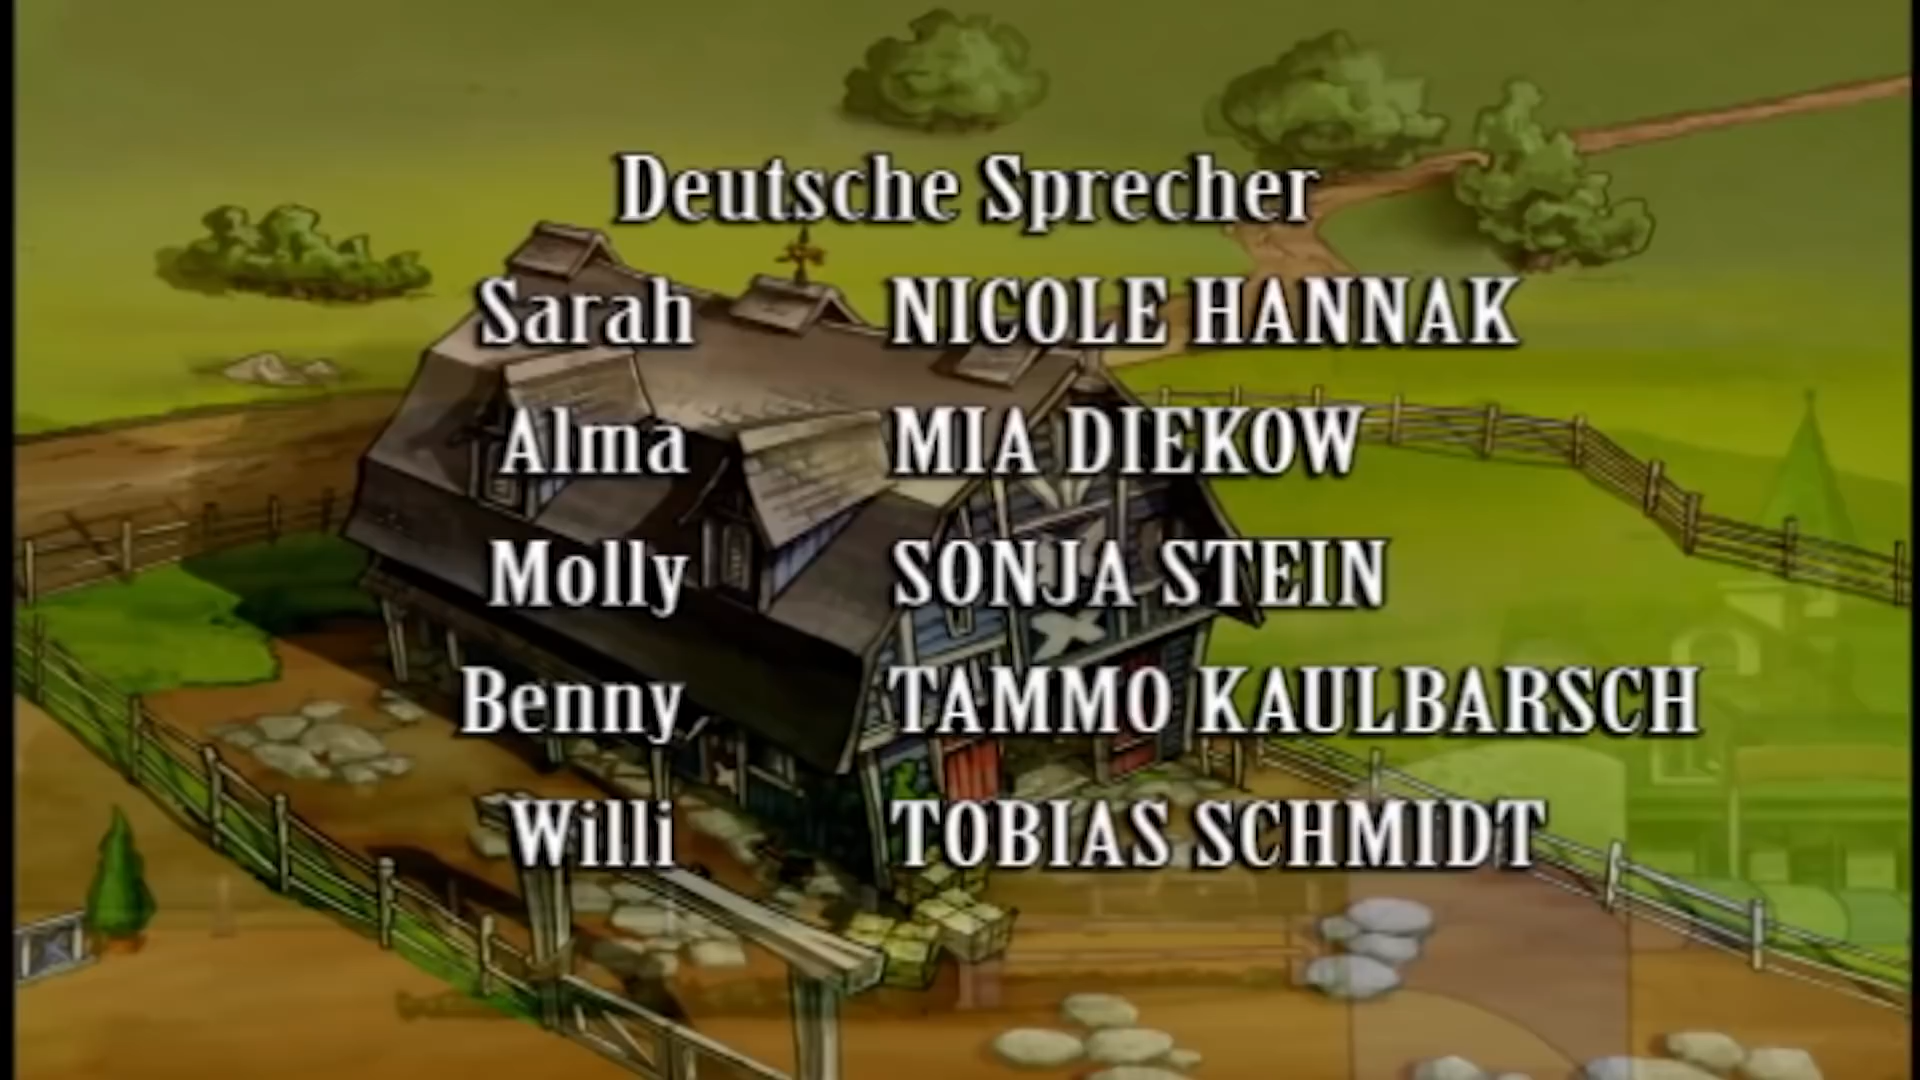 Deutsche Sprecher
Sarah NICOLE HANNAK
Alma MIA DIEKOW
Molly SONJA STEIN
Benny TAMMO KAULBARSCH
Willi TOBIAS SCHMIDT